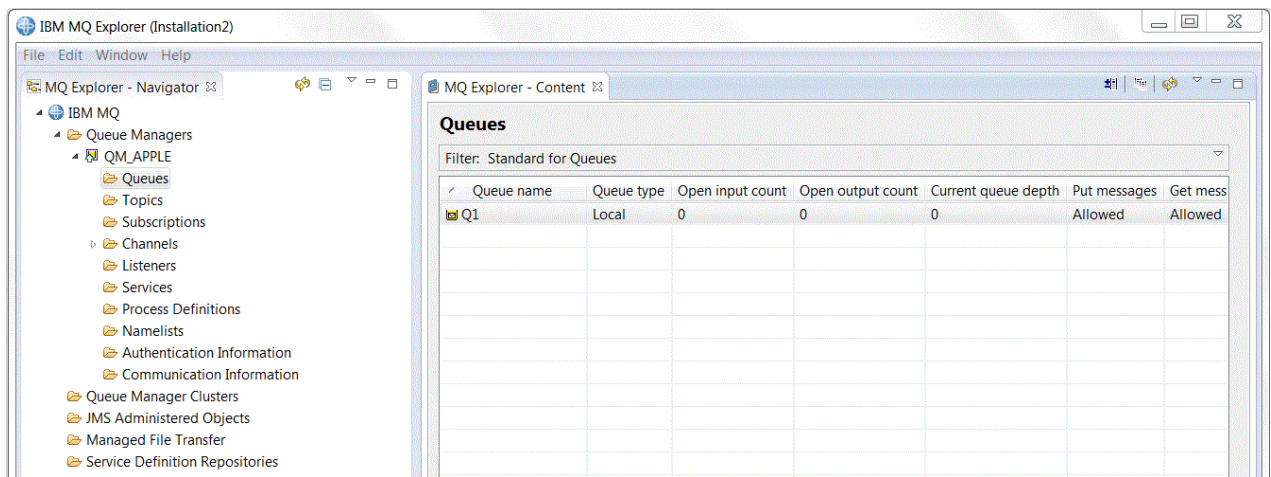 IBM MQ Explorer (Installation2)
File Edit Window Help
MQ Explorer - Navigator
IBM MQ
Queue Managers
QM_APPLE
Queues
Topics
Subscriptions
Channels
Listeners
Services
Process Definitions
Namelists
Authentication Information
Communication Information
Queue Manager Clusters
JMS Administered Objects
Managed File Transfer
Service Definition Repositories
MQ Explorer - Content
Queues
Filter: Standard for Queues
Queue name Queue type Open input count Open output count Current queue depth Put messages Get mess
Q1 Local 0 0 0 Allowed Allowed